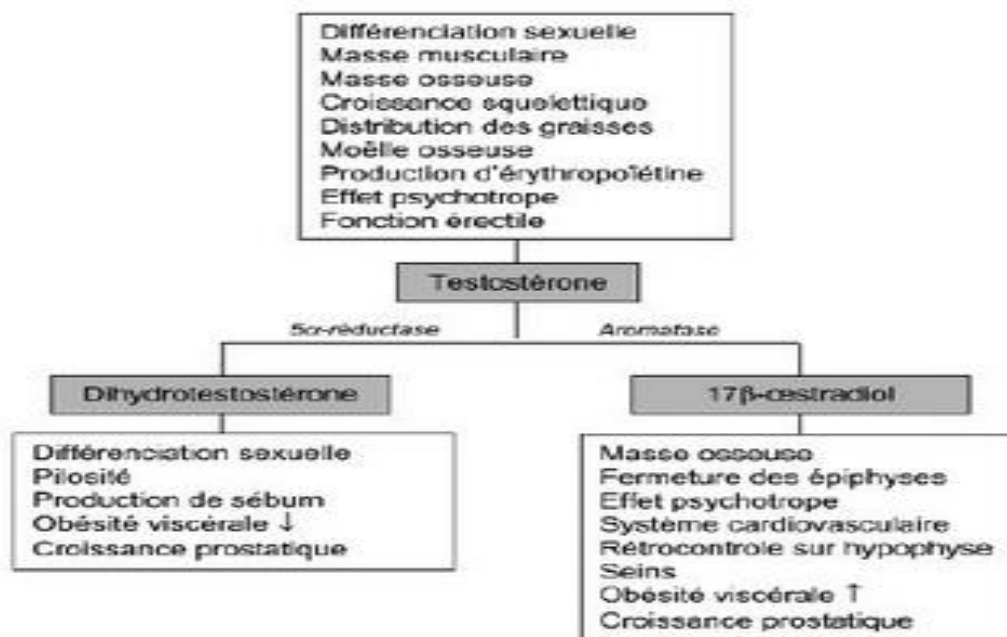 Différenciation sexuelle
Masse musculaire
Masse osseuse
Croissance squelettique
Distribution des graisses
Moëlle osseuse
Production d'érythropoïétine
Effet psychotrope
Fonction érectile
Testostérone
5α-réductase
Aromatase
Dihydrotestostérone
17β-œstradiol
Différenciation sexuelle
Pilosité
Production de sébum
Obésité viscérale ↓
Croissance prostatique
Masse osseuse
Fermeture des épiphyses
Effet psychotrope
Système cardiovasculaire
Rétrocontrole sur hypophyse
Seins
Obésité viscérale ↑
Croissance prostatique